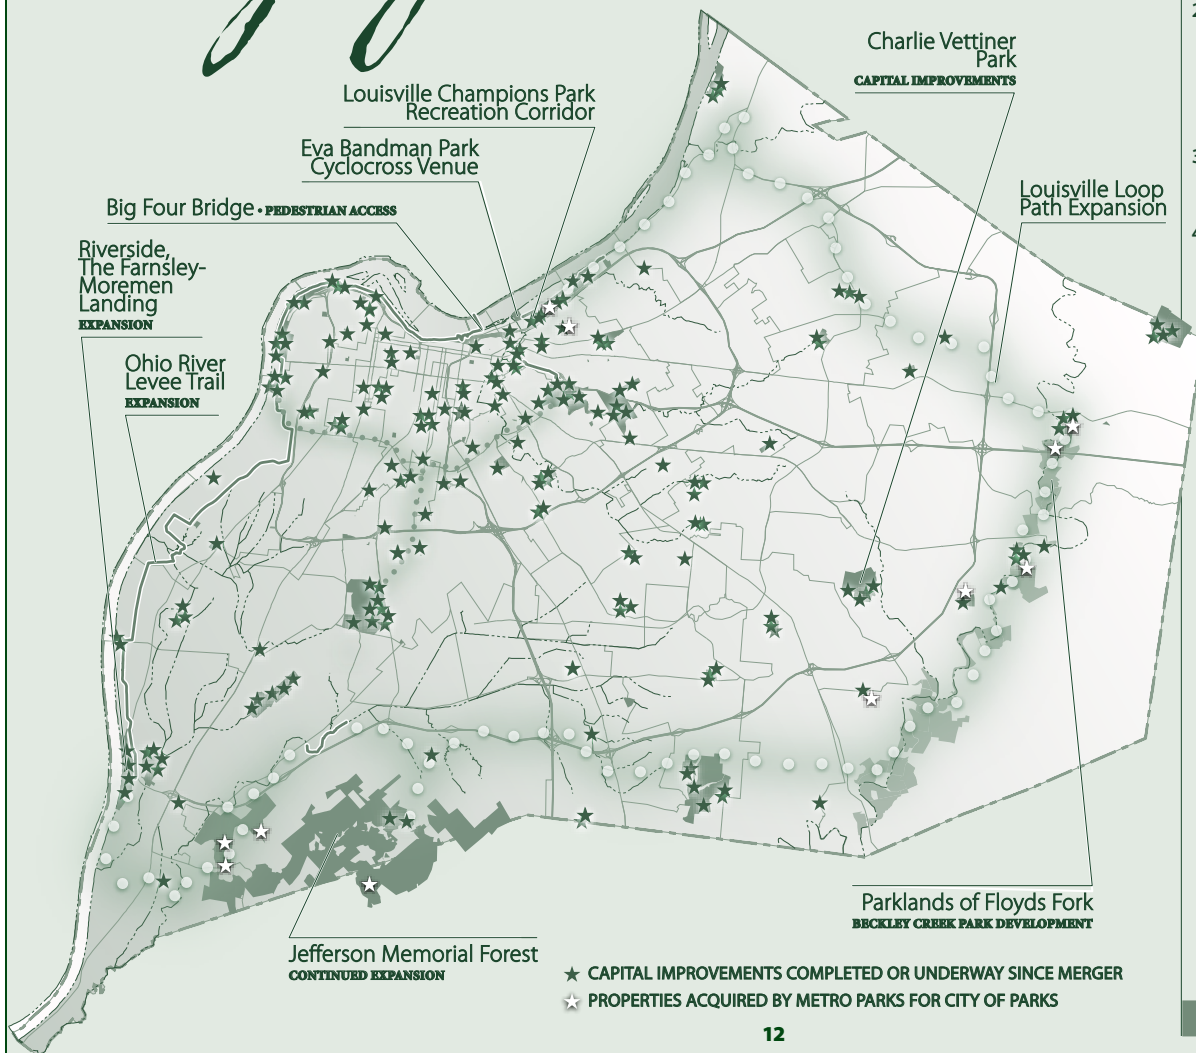 Charlie Vettiner
Park
CAPITAL IMPROVEMENTS
Louisville Champions Park
Recreation Corridor
Eva Bandman Park
Cyclocross Venue
Big Four Bridge • PEDESTRIAN ACCESS
Louisville Loop
Path Expansion
Riverside,
The Farnsley-
Moremen
Landing
EXPANSION
Ohio River
Levee Trail
EXPANSION
Parklands of Floyds Fork
BECKLEY CREEK PARK DEVELOPMENT
Jefferson Memorial Forest
CONTINUED EXPANSION
CAPITAL IMPROVEMENTS COMPLETED OR UNDERWAY SINCE MERGER
PROPERTIES ACQUIRED BY METRO PARKS FOR CITY OF PARKS
12